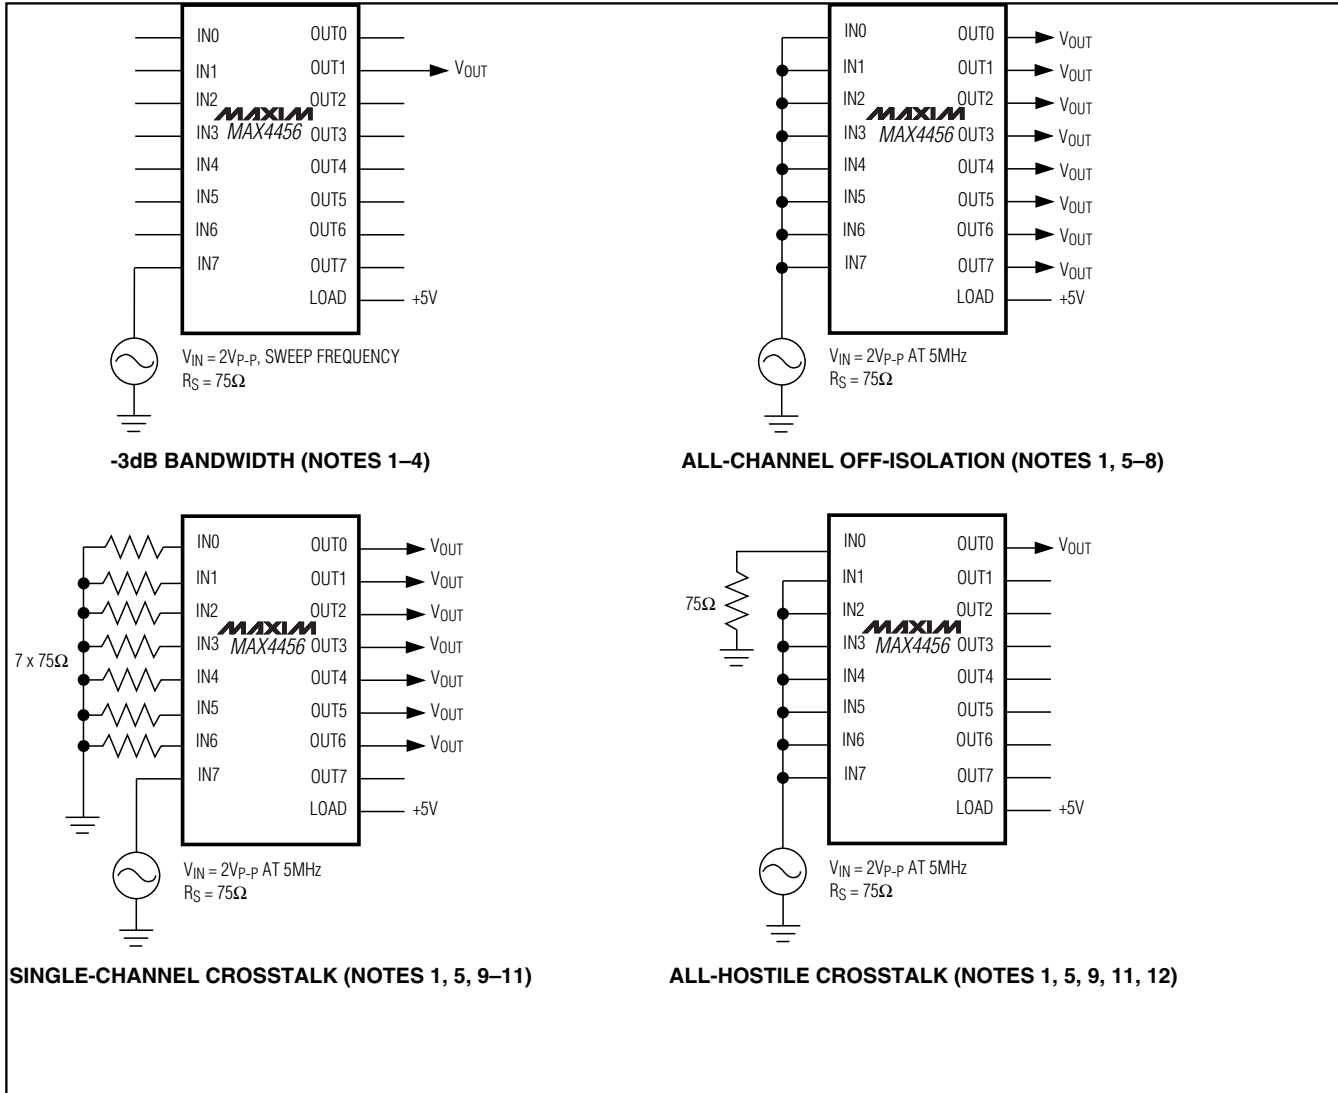 IN0 OUT0
IN1 OUT1 VOUT
IN2 OUT2
MAXIM
IN3 MAX4456 OUT3
IN4 OUT4
IN5 OUT5
IN6 OUT6
IN7 OUT7
LOAD +5V
VIN = 2VP-P, SWEEP FREQUENCY
RS = 75Ω
-3dB BANDWIDTH (NOTES 1–4)
IN0 OUT0 VOUT
IN1 OUT1 VOUT
IN2 OUT2 VOUT
MAXIM
IN3 MAX4456 OUT3 VOUT
IN4 OUT4 VOUT
IN5 OUT5 VOUT
IN6 OUT6 VOUT
IN7 OUT7 VOUT
LOAD +5V
VIN = 2VP-P AT 5MHz
RS = 75Ω
ALL-CHANNEL OFF-ISOLATION (NOTES 1, 5–8)
IN0 OUT0 VOUT
IN1 OUT1 VOUT
IN2 OUT2 VOUT
MAXIM
IN3 MAX4456 OUT3 VOUT
7 x 75Ω
IN4 OUT4 VOUT
IN5 OUT5 VOUT
IN6 OUT6 VOUT
IN7 OUT7
LOAD +5V
VIN = 2VP-P AT 5MHz
RS = 75Ω
SINGLE-CHANNEL CROSSTALK (NOTES 1, 5, 9–11)
IN0 OUT0 VOUT
IN1 OUT1
75Ω
IN2 OUT2
MAXIM
IN3 MAX4456 OUT3
IN4 OUT4
IN5 OUT5
IN6 OUT6
IN7 OUT7
LOAD +5V
VIN = 2VP-P AT 5MHz
RS = 75Ω
ALL-HOSTILE CROSSTALK (NOTES 1, 5, 9, 11, 12)